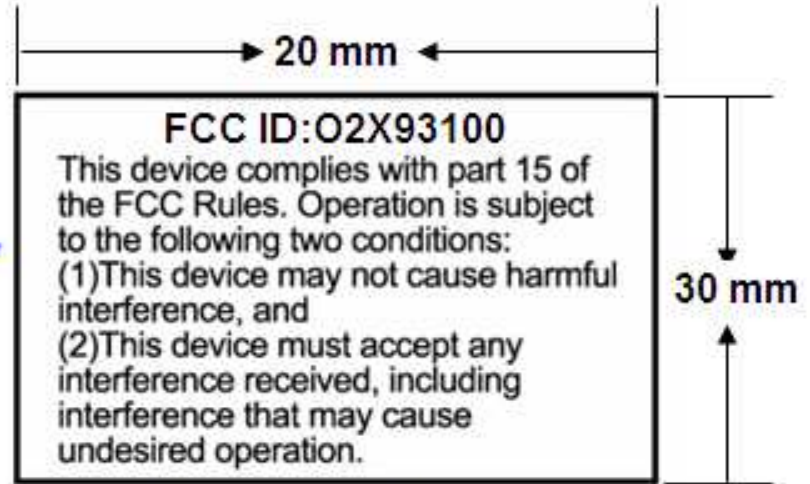 20 mm
FCC ID:O2X93100
This device complies with part 15 of
the FCC Rules. Operation is subject
to the following two conditions:
(1)This device may not cause harmful
interference, and
(2)This device must accept any
interference received, including
interference that may cause
undesired operation.
30 mm